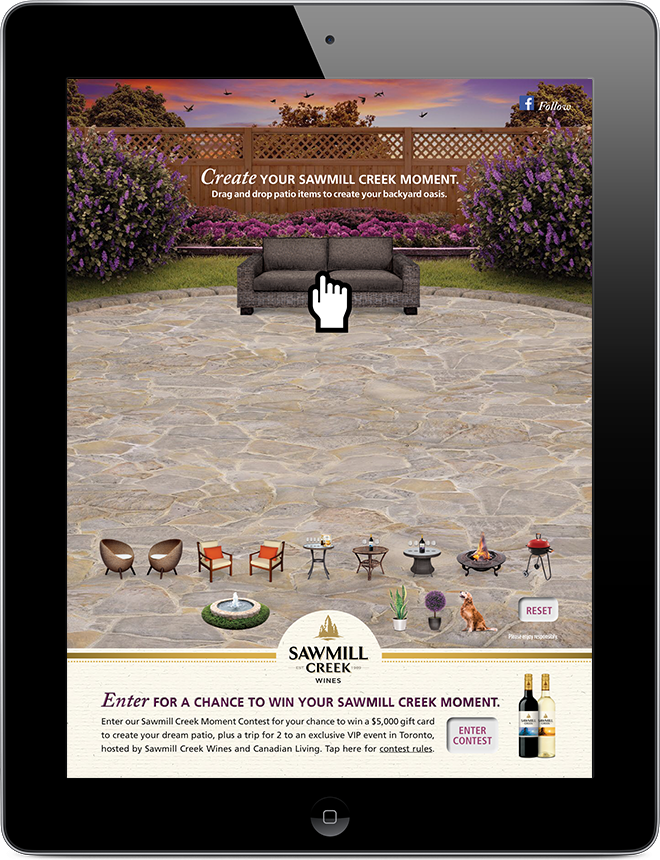 Follow
Create YOUR SAWMILL CREEK MOMENT.
Drag and drop patio items to create your backyard oasis.
RESET
Please enjoy responsibly.
SAWMILL
CREEK
WINES
Enter FOR A CHANCE TO WIN YOUR SAWMILL CREEK MOMENT.
Enter our Sawmill Creek Moment Contest for your chance to win a $5,000 gift card
to create your dream patio, plus a trip for 2 to an exclusive VIP event in Toronto,
hosted by Sawmill Creek Wines and Canadian Living. Tap here for contest rules.
ENTER
CONTEST